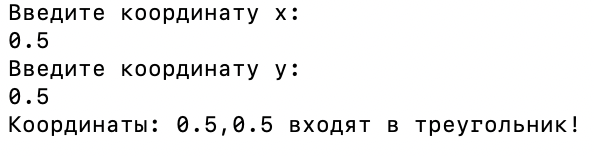 Введите координату x:
0.5
Введите координату y:
0.5
Координаты: 0.5,0.5 входят в треугольник!